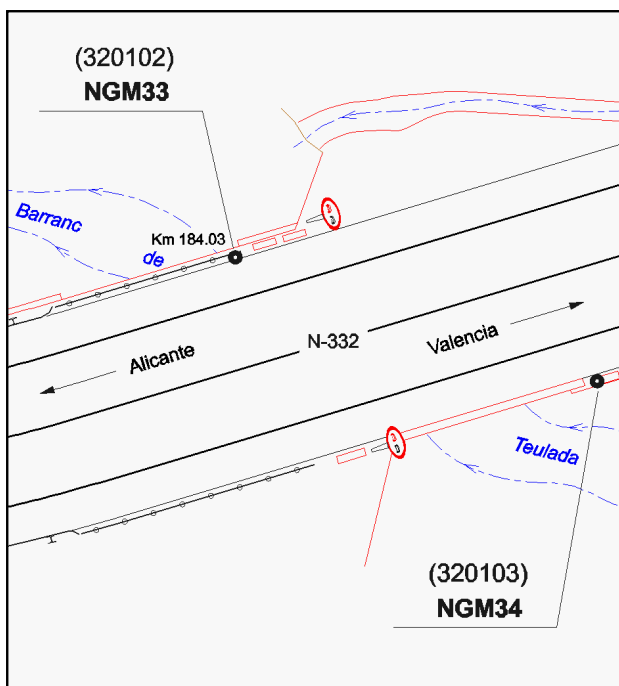 (320102)
NGM33
Barranc
Km 184.03
de
N-332
Valencia
Alicante
Teulada
(320103)
NGM34